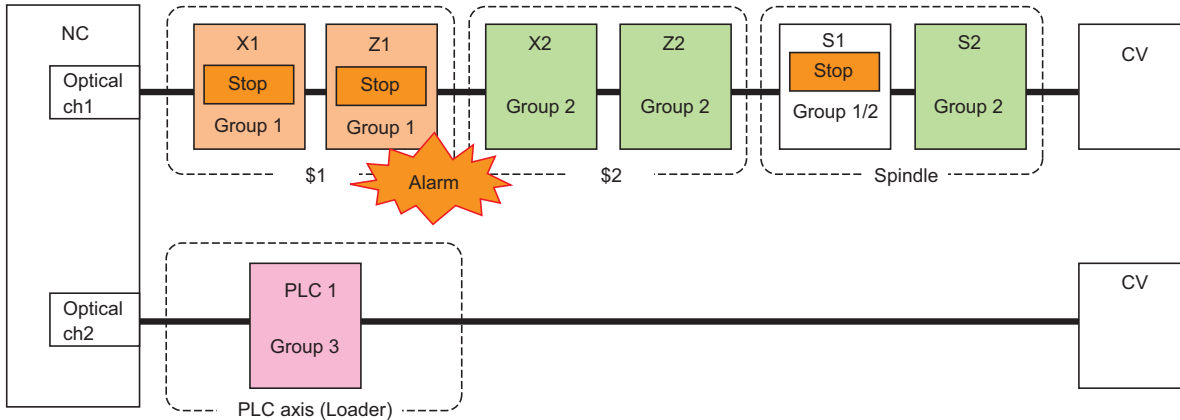 NC
Optical
ch1
X1
Stop
Group 1
Z1
Stop
Group 1
Alarm
$1
X2
Group 2
Z2
Group 2
$2
S1
Stop
Group 1/2
S2
Group 2
Spindle
CV
Optical
ch2
PLC 1
Group 3
PLC axis (Loader)
CV